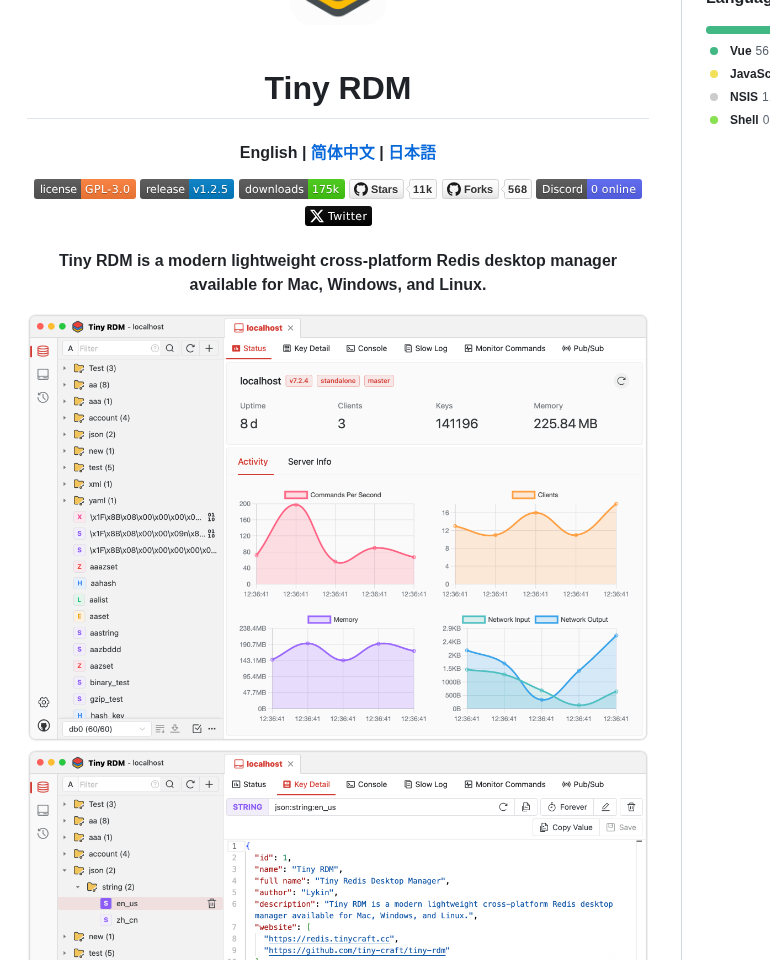 Tiny RDM
English | 简体中文 | 日本語
license GPL-3.0 release v1.2.5 downloads 175k Stars 11k Forks 568 Discord 0 online
Twitter
Tiny RDM is a modern lightweight cross-platform Redis desktop manager
available for Mac, Windows, and Linux.
Tiny RDM - localhost
localhost
A Filter
Status Key Detail Console Slow Log Monitor Commands Pub/Sub
Test (3)
aa (8)
aaa (1)
account (4)
json (2)
new (1)
test (5)
xml (1)
yaml (1)
X \x1F\x8B\x08\x00\x00\x00\x0...
S \x1F\x8B\x08\x00\x00\x09n\x8...
S \x1F\x8B\x08\x00\x00\x00\x00\x0...
Z aaazset
H aahash
L aalist
E aaset
S aastring
S aazbddd
Z aazset
S binary_test
S gzip_test
H hash_key
db0 (60/60)
localhost v7.2.4 standalone master
Uptime Clients Keys Memory
8 d 3 141196 225.84 MB
Activity Server Info
Commands Per Second
200
160
120
80
40
0
12:36:41 12:36:41 12:36:41 12:36:41 12:36:41
Clients
16
12
8
4
0
12:36:41 12:36:41 12:36:41 12:36:41 12:36:41
Memory
238.4MB
190.7MB
143.1MB
95.4MB
47.7MB
0B
12:36:41 12:36:41 12:36:41 12:36:41 12:36:41
Network Input Network Output
2.9KB
2.4KB
2KB
1.5KB
1000B
500B
0B
12:36:41 12:36:41 12:36:41 12:36:41 12:36:41
Tiny RDM - localhost
localhost
A Filter
Status Key Detail Console Slow Log Monitor Commands Pub/Sub
Test (3)
aa (8)
aaa (1)
account (4)
json (2)
string (2)
S en_us
S zh_cn
new (1)
test (5)
STRING json:string:en_us Forever
Copy Value Save
1 {
2 "id": 1,
3 "name": "Tiny RDM",
4 "full name": "Tiny Redis Desktop Manager",
5 "author": "Lykin",
6 "description": "Tiny RDM is a modern lightweight cross-platform Redis desktop
manager available for Mac, Windows, and Linux.",
7 "website": [
8 "https://redis.tinycraft.cc",
9 "https://github.com/tiny-craft/tiny-rdm"
Vue 56
JavaSc
NSIS 1
Shell 0